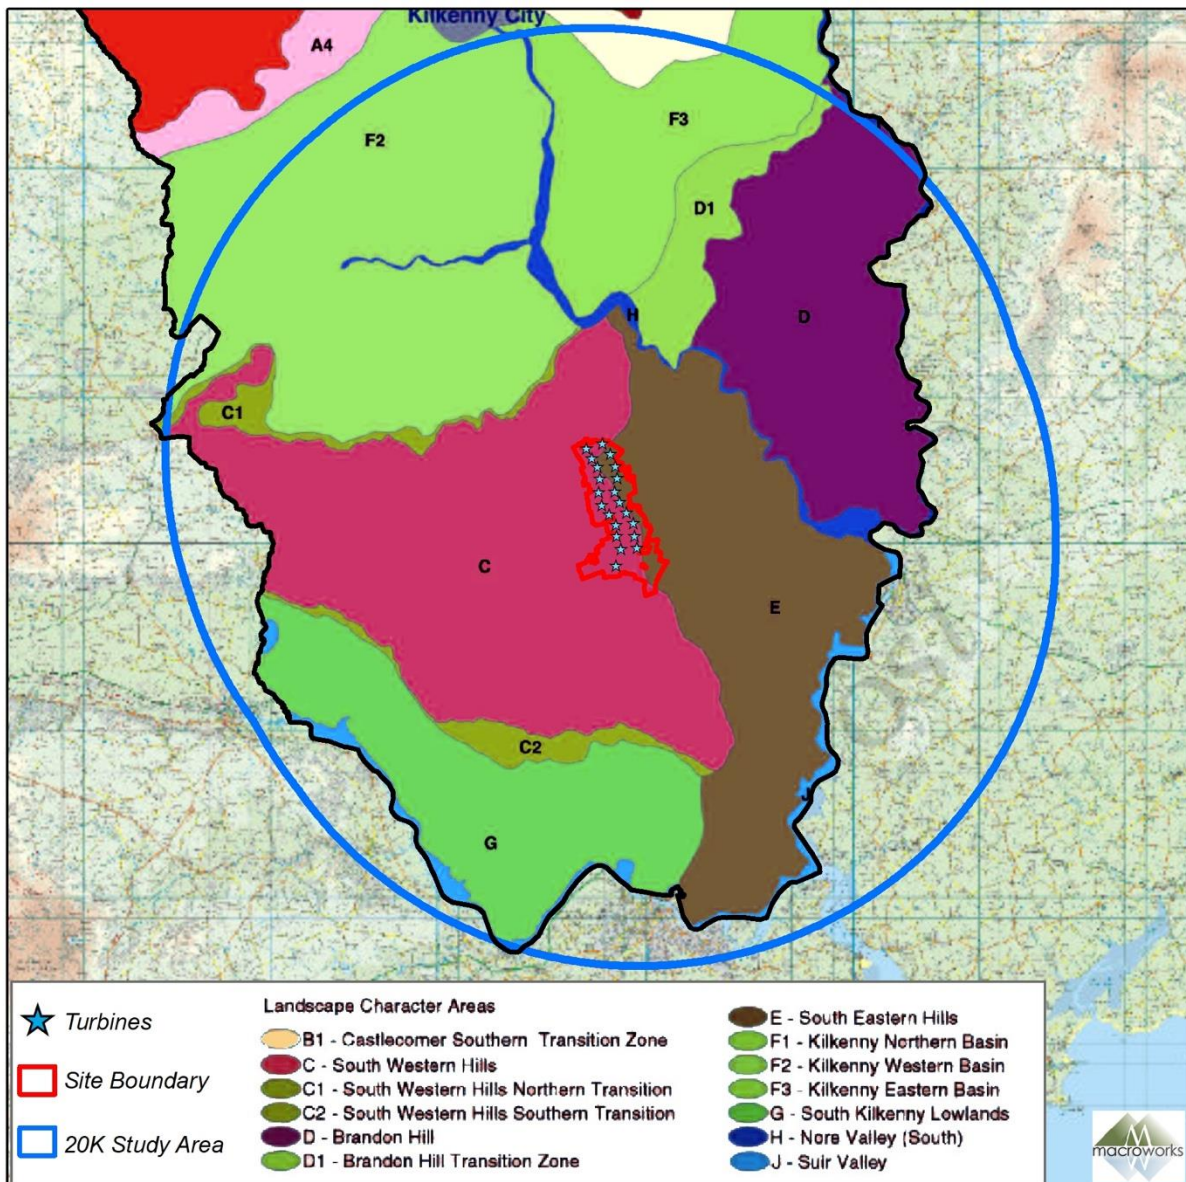 Kilkenny City
A4
F3
F2
D1
H
D
C1
C
E
C2
J
G
Turbines
Site Boundary
20K Study Area
Landscape Character Areas
B1 - Castlecomer Southern Transition Zone
C - South Western Hills
C1 - South Western Hills Northern Transition
C2 - South Western Hills Southern Transition
D - Brandon Hill
D1 - Brandon Hill Transition Zone
E - South Eastern Hills
F1 - Kilkenny Northern Basin
F2 - Kilkenny Western Basin
F3 - Kilkenny Eastern Basin
G - South Kilkenny Lowlands
H - Nore Valley (South)
J - Suir Valley
macroworks